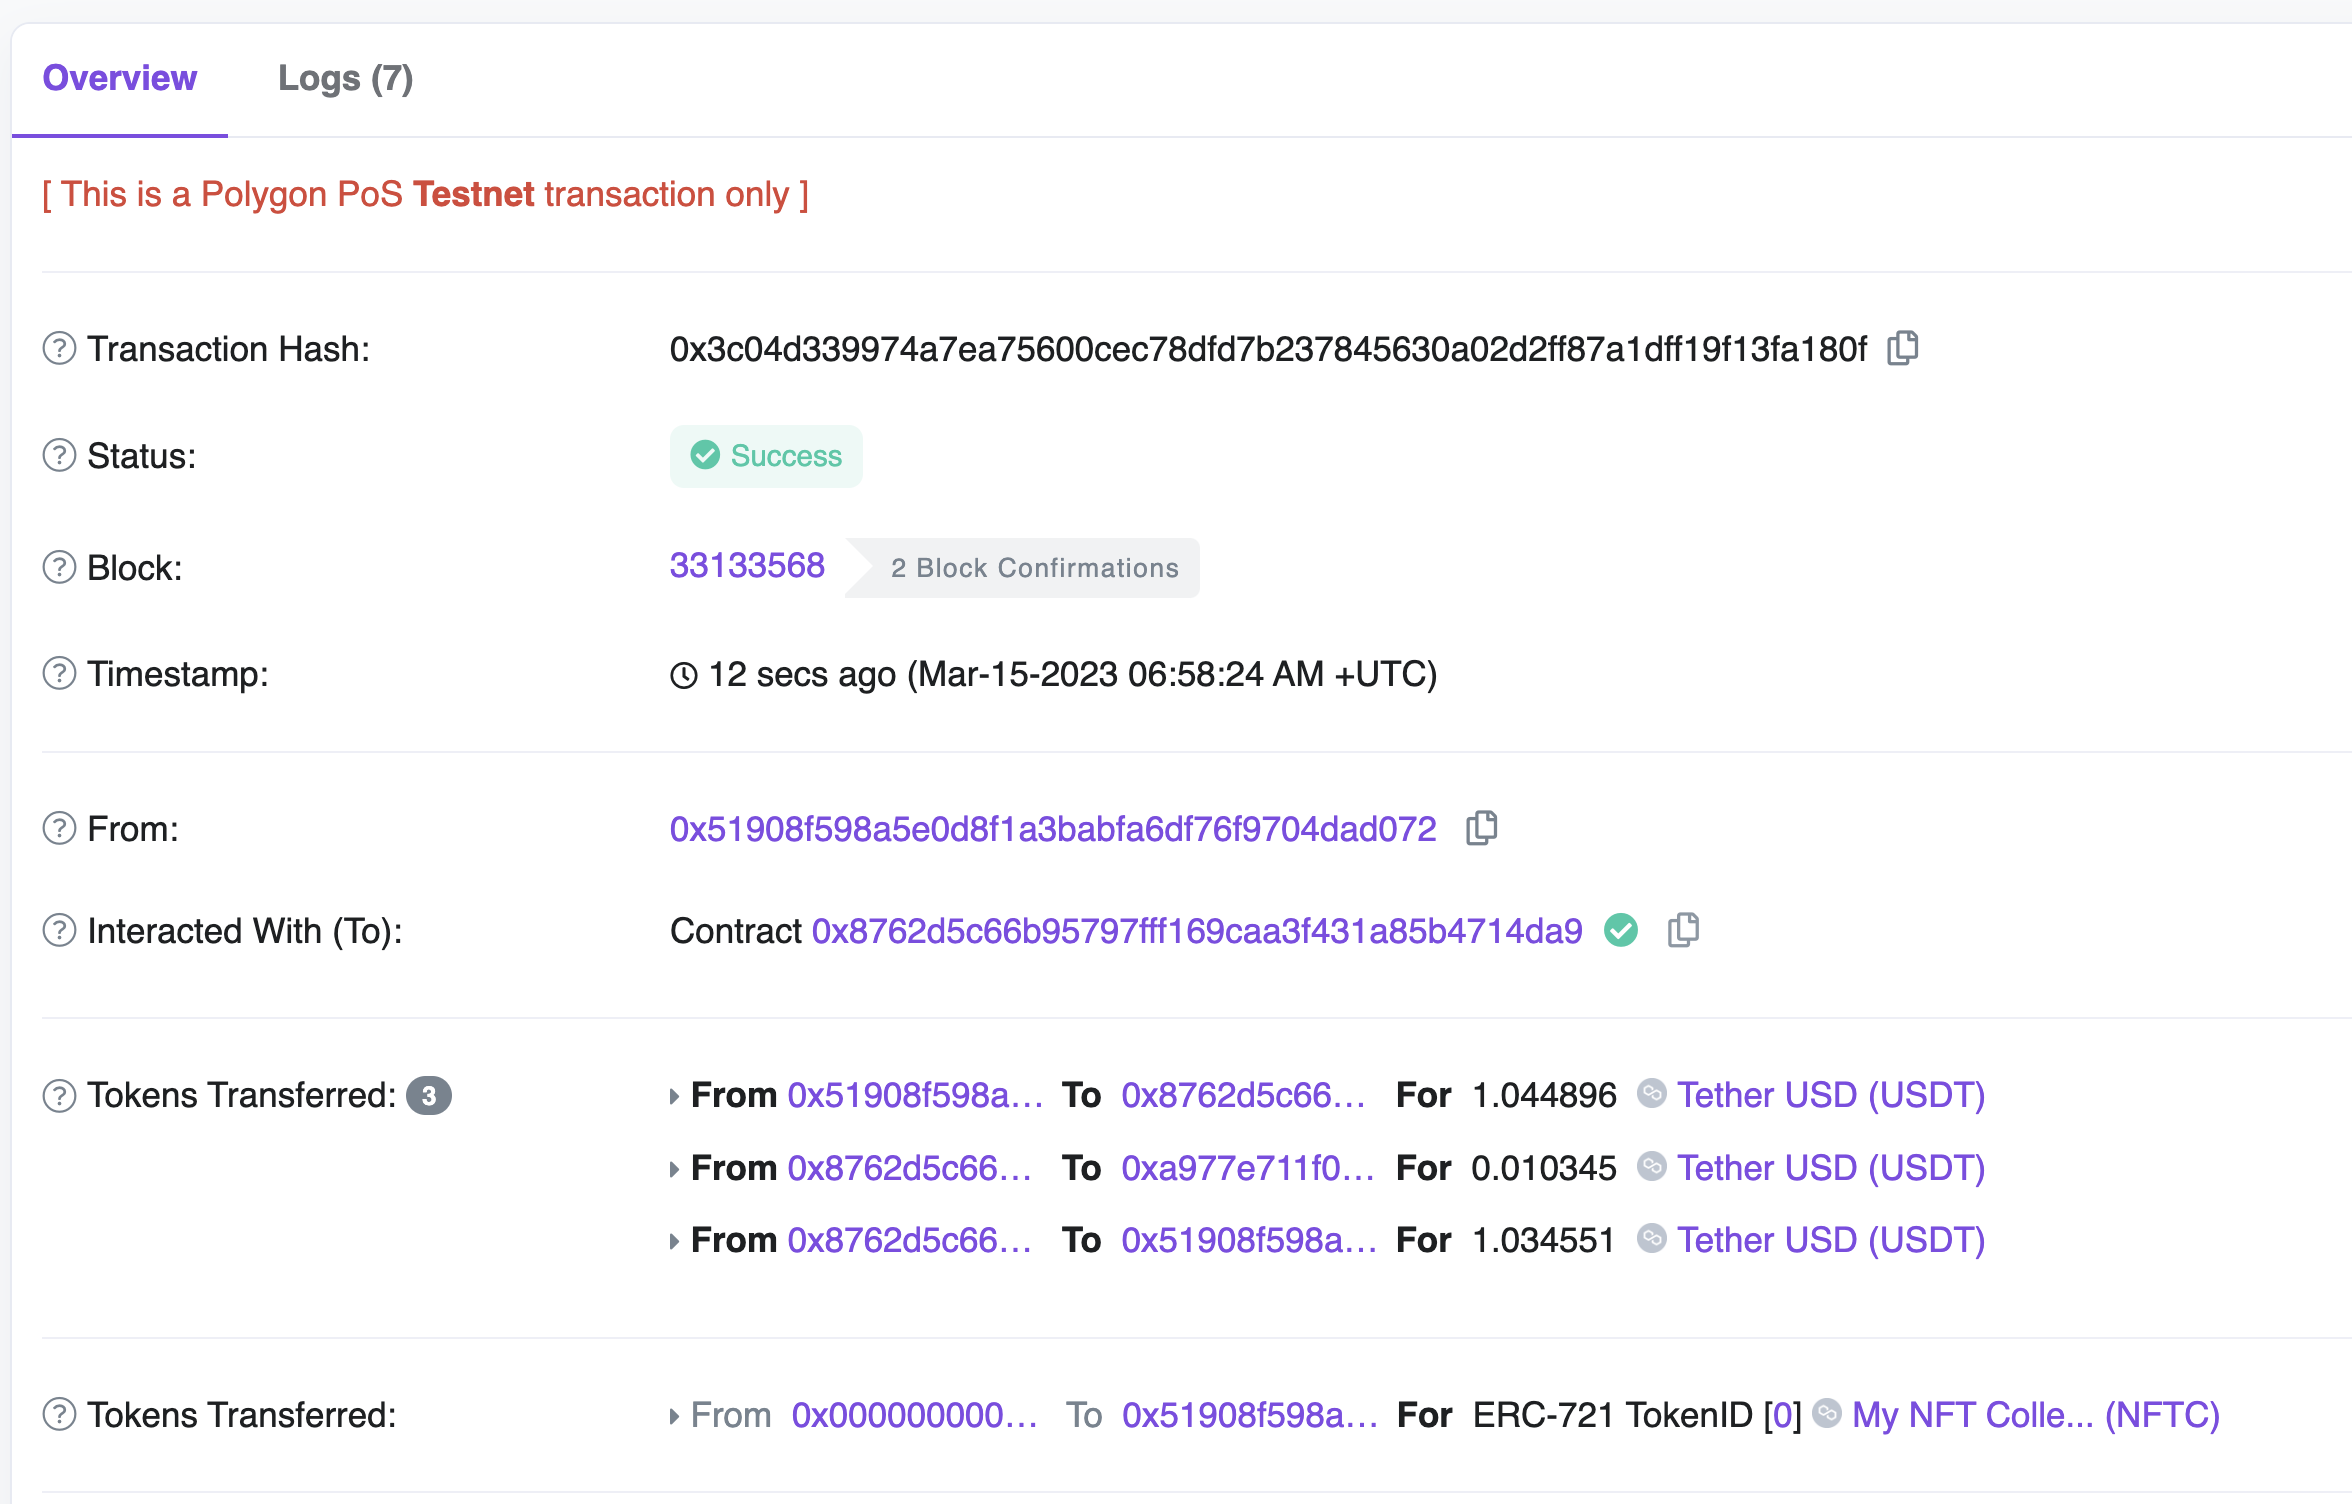 Overview Logs (7)
[ This is a Polygon PoS Testnet transaction only ]
Transaction Hash: 0x3c04d339974a7ea75600cec78dfd7b237845630a02d2ff87a1dff19f13fa180f
Status: Success
Block: 33133568 2 Block Confirmations
Timestamp: 12 secs ago (Mar-15-2023 06:58:24 AM +UTC)
From: 0x51908f598a5e0d8f1a3babfa6df76f9704dad072
Interacted With (To): Contract 0x8762d5c66b95797fff169caa3f431a85b4714da9
Tokens Transferred: 3 From 0x51908f598a... To 0x8762d5c66... For 1.044896 Tether USD (USDT)
From 0x8762d5c66... To 0xa977e711f0... For 0.010345 Tether USD (USDT)
From 0x8762d5c66... To 0x51908f598a... For 1.034551 Tether USD (USDT)
Tokens Transferred: From 0x000000000... To 0x51908f598a... For ERC-721 TokenID [0] My NFT Colle... (NFTC)